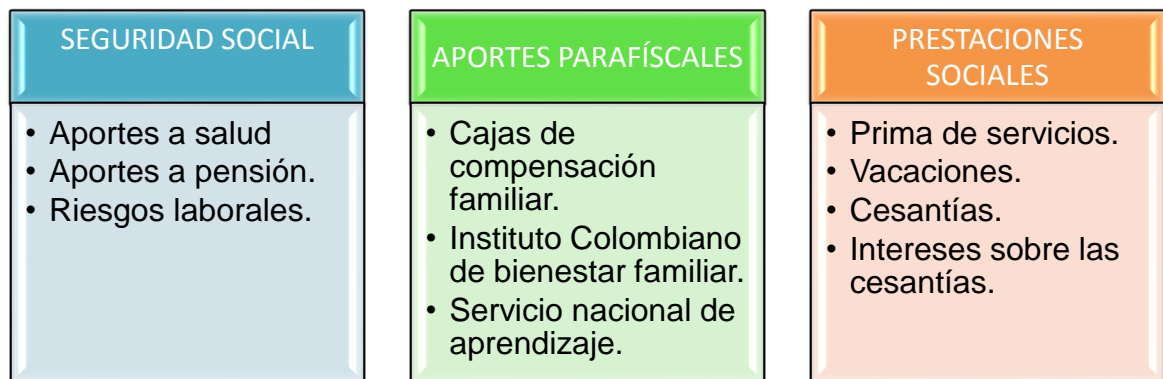 SEGURIDAD SOCIAL
• Aportes a salud
• Aportes a pensión.
• Riesgos laborales.
APORTES PARAFÍSCALES
• Cajas de
compensación
familiar.
• Instituto Colombiano
de bienestar familiar.
• Servicio nacional de
aprendizaje.
PRESTACIONES
SOCIALES
• Prima de servicios.
• Vacaciones.
• Cesantías.
• Intereses sobre las
cesantías.